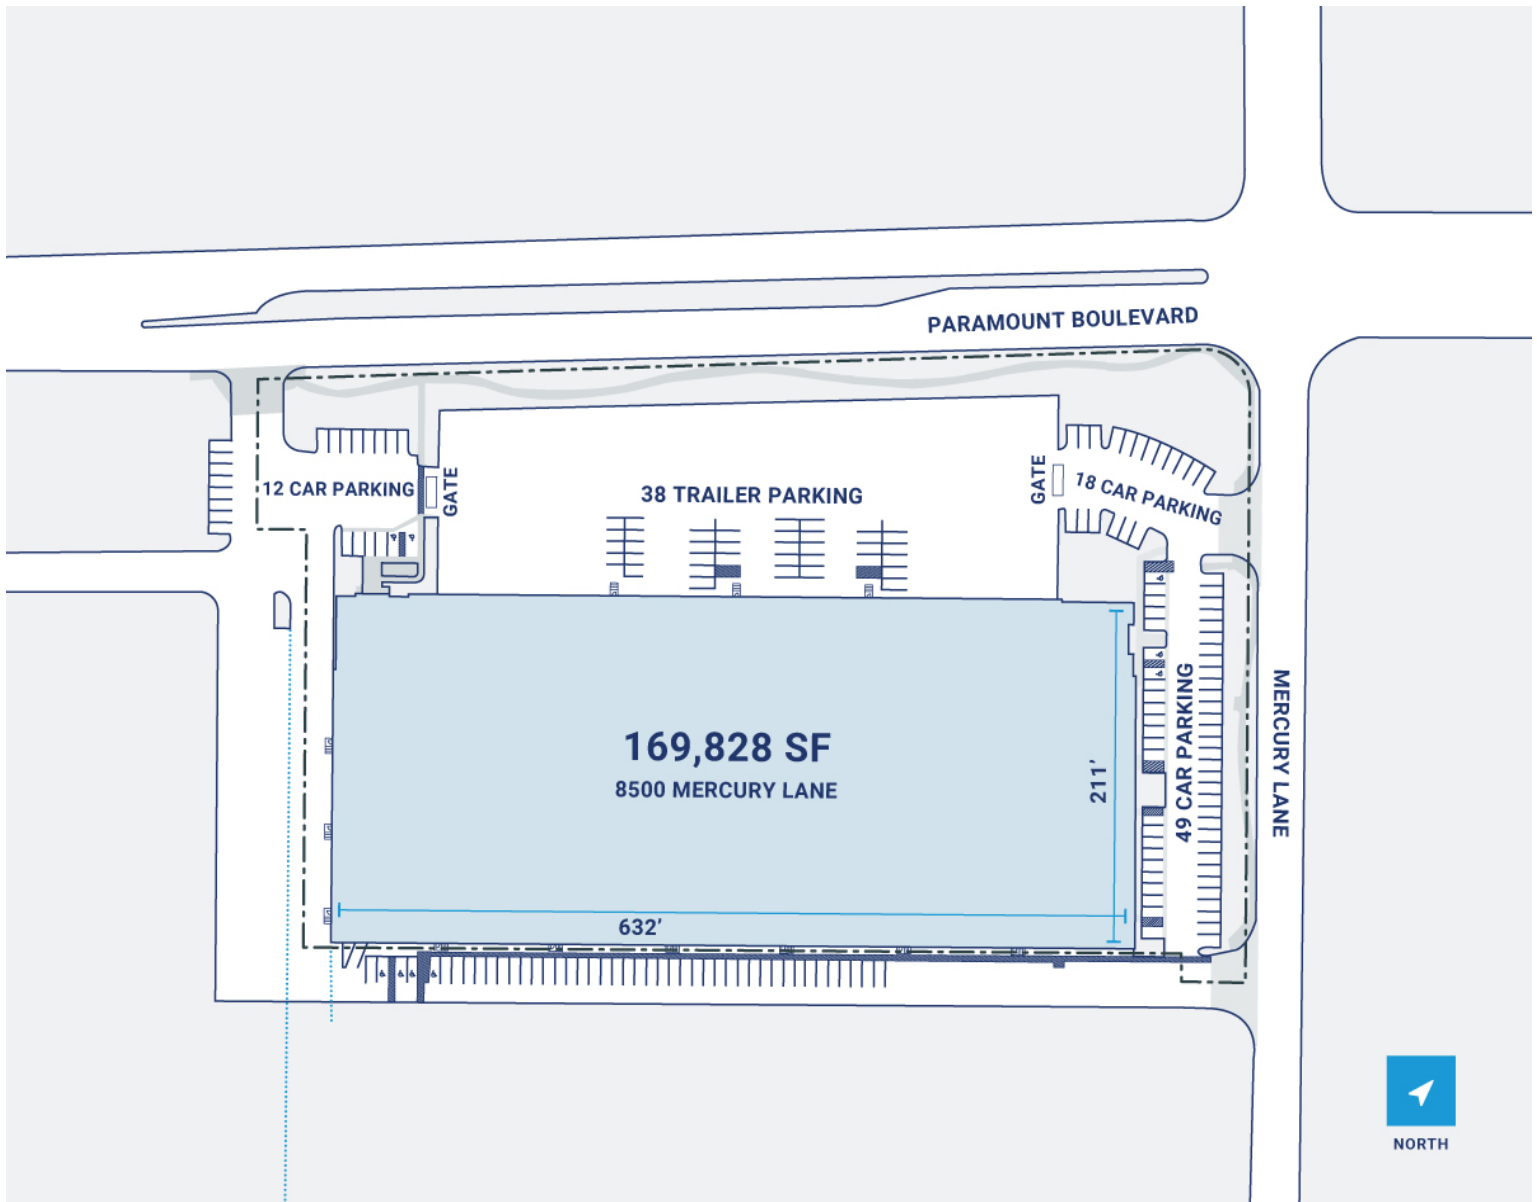 PARAMOUNT BOULEVARD
12 CAR PARKING
GATE
38 TRAILER PARKING
GATE
18 CAR PARKING
169,828 SF
8500 MERCURY LANE
211’
49 CAR PARKING
MERCURY LANE
632’
NORTH